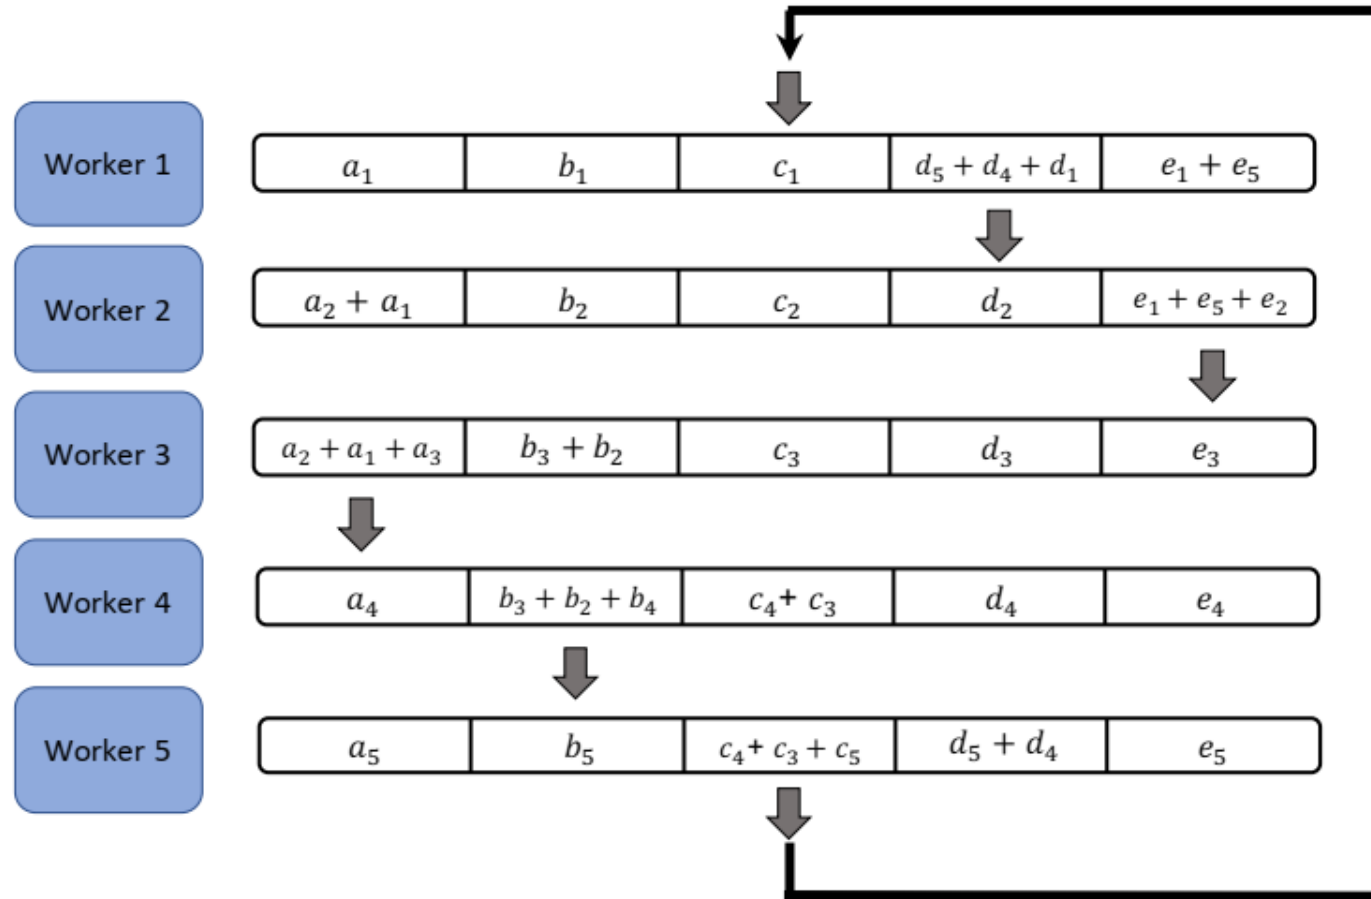 Worker 1 a₁ b₁ c₁ d₅ + d₄ + d₁ e₁ + e₅
Worker 2 a₂ + a₁ b₂ c₂ d₂ e₁ + e₅ + e₂
Worker 3 a₂ + a₁ + a₃ b₃ + b₂ c₃ d₃ e₃
Worker 4 a₄ b₃ + b₂ + b₄ c₄ + c₃ d₄ e₄
Worker 5 a₅ b₅ c₄ + c₃ + c₅ d₅ + d₄ e₅